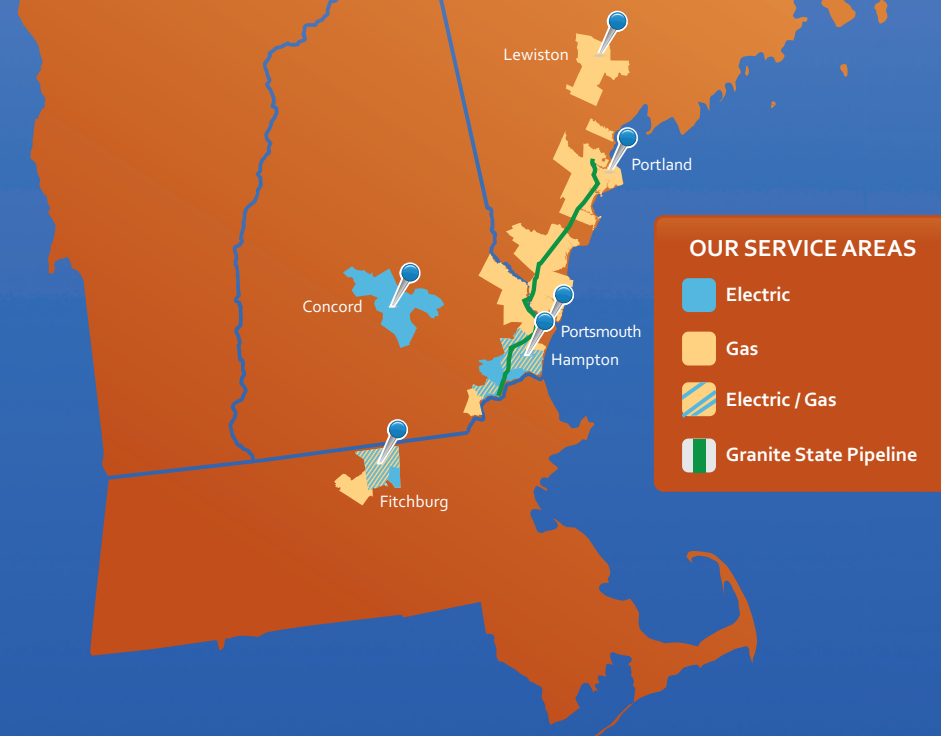 Lewiston
Portland
Concord
Portsmouth
Hampton
Fitchburg
OUR SERVICE AREAS
Electric
Gas
Electric / Gas
Granite State Pipeline